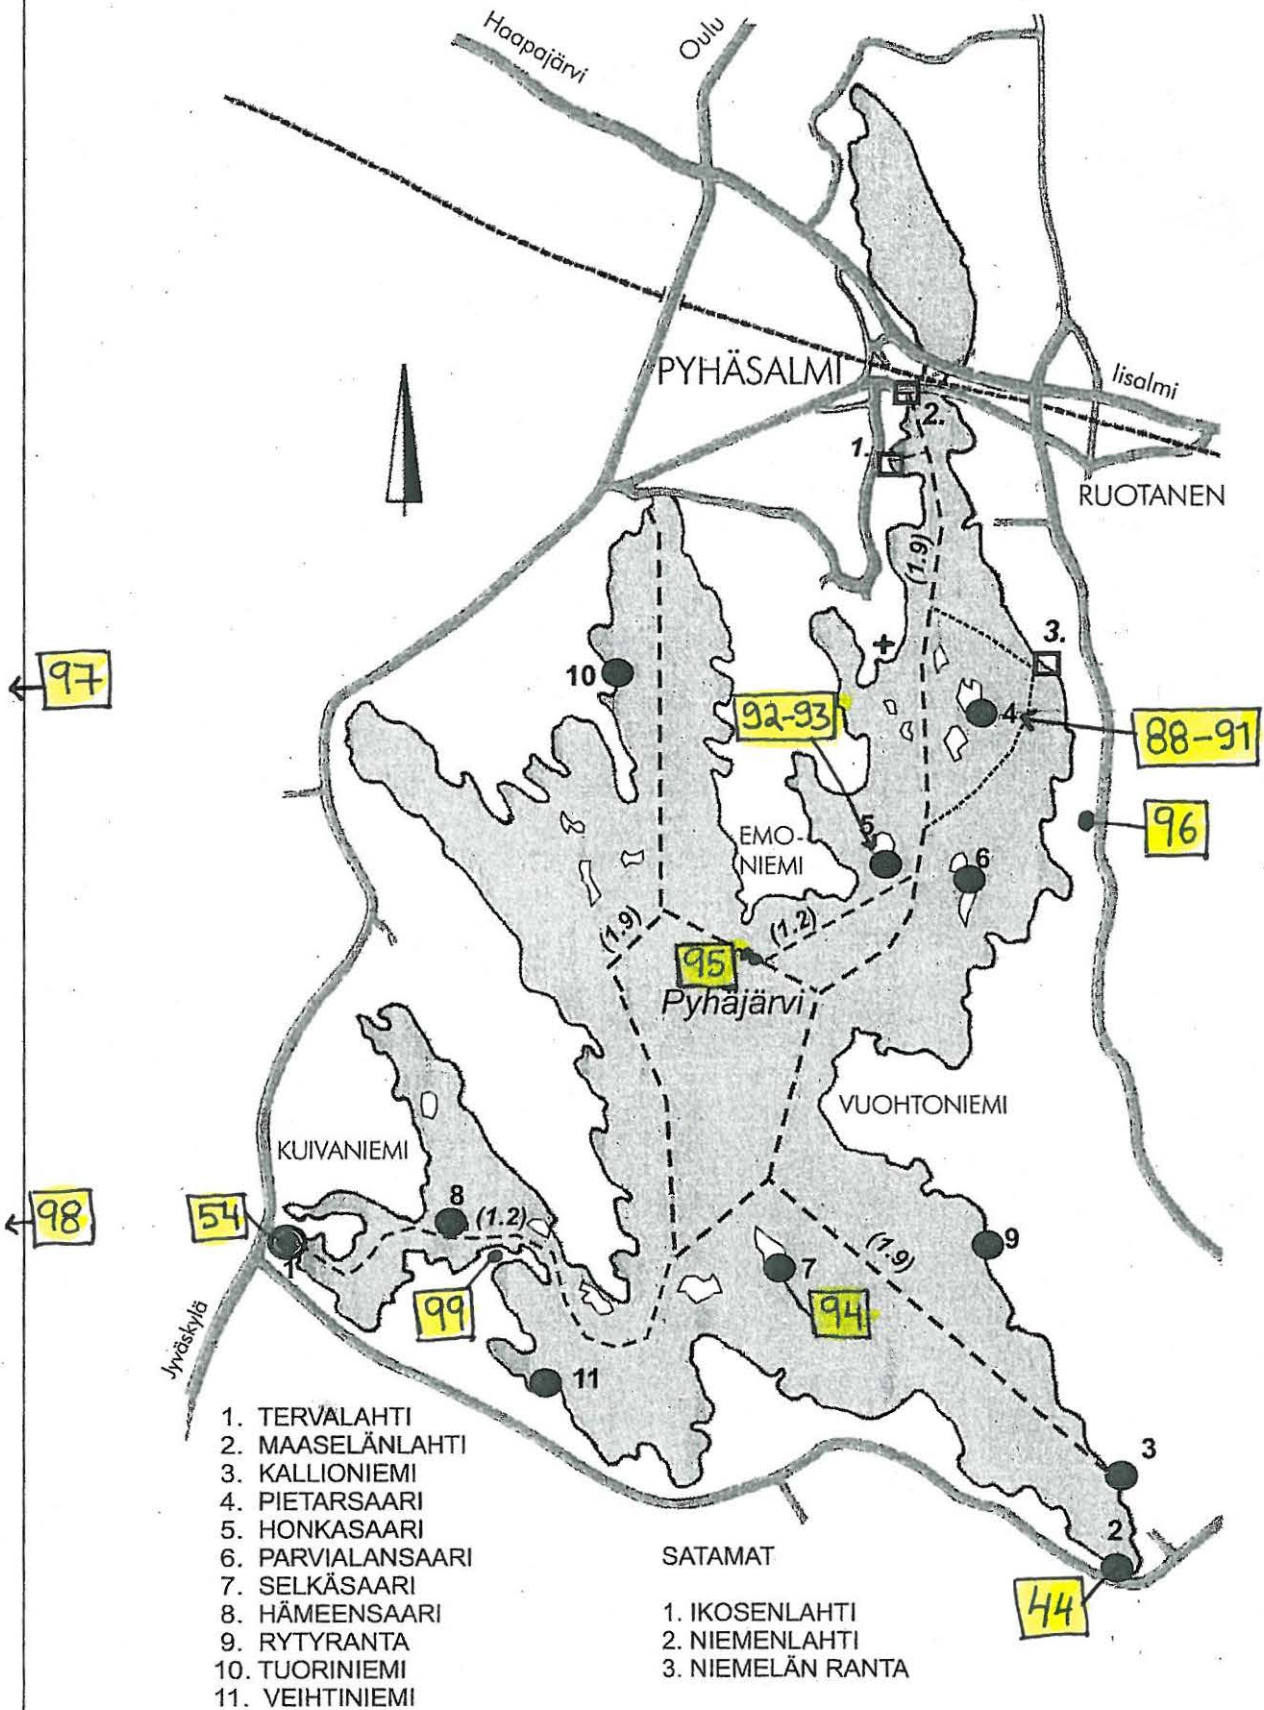 Haapajärvi
Oulu
PYHÄSALMI
Iisalmi
2.
1.
RUOTANEN
(1.9)
3.
97
10
92-93
4
88-91
5
EMO-
NIEMI
96
6
(1.9)
(1.2)
95
Pyhäjärvi
VUOHTONIEMI
KUIVANIEMI
98
54
8
(1.2)
1
9
(1.9)
7
99
94
Jyväskylä
11
3
2
44
1. TERVALAHTI
2. MAASELÄNLAHTI
3. KALLIONIEMI
4. PIETARSAARI
5. HONKASAARI
6. PARVIALANSAARI
7. SELKÄSAARI
8. HÄMEENSAARI
9. RYTYRANTA
10. TUORINIEMI
11. VEIHTINIEMI
SATAMAT
1. IKOSENLAHTI
2. NIEMENLAHTI
3. NIEMELÄN RANTA